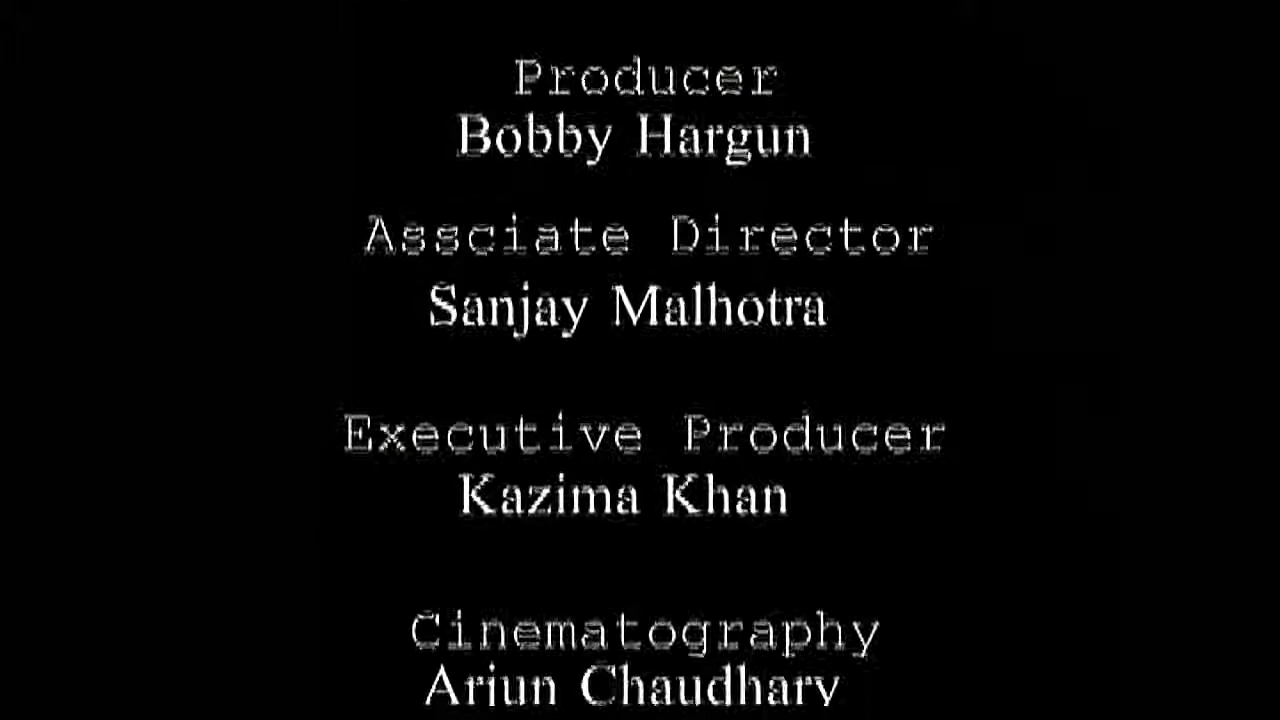 Producer
Bobby Hargun
Assciate Director
Sanjay Malhotra
Executive Producer
Kazima Khan
Cinematography
Arjun Chaudhary